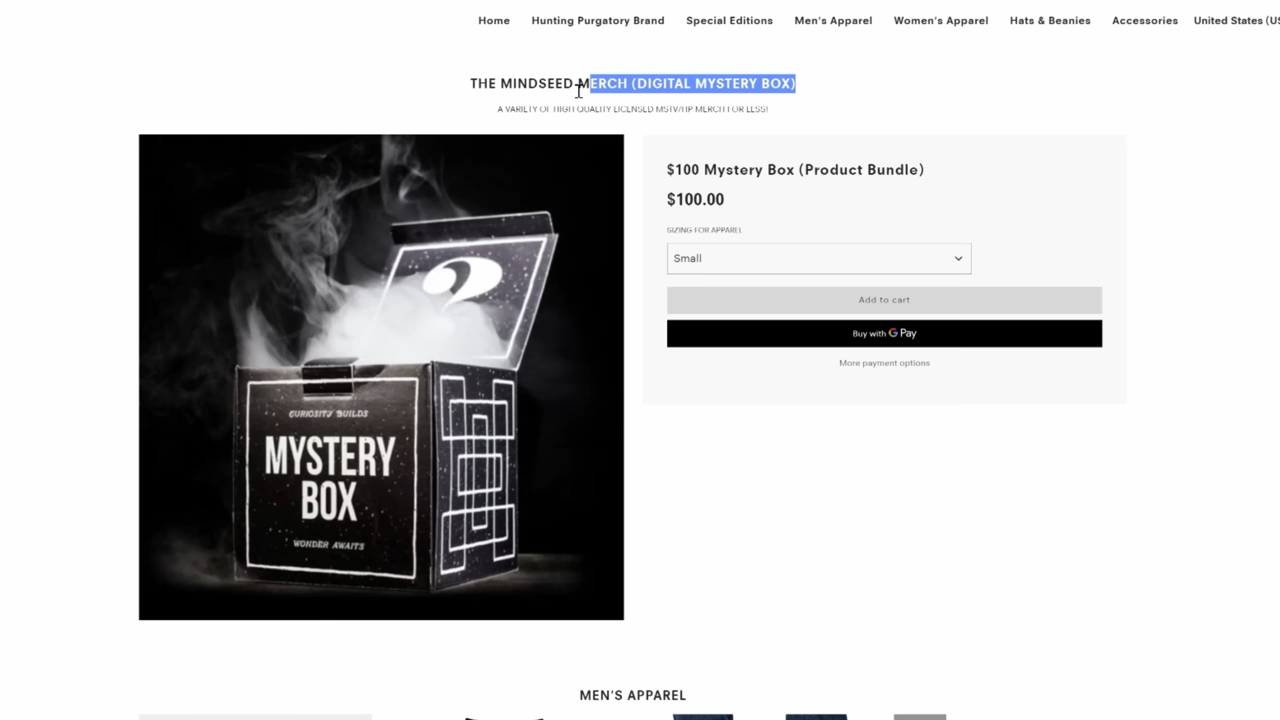 Home Hunting Purgatory Brand Special Editions Men's Apparel Women's Apparel Hats & Beanies Accessories United States (US
THE MINDSEED MERCH (DIGITAL MYSTERY BOX)
A VARIETY OF HIGH QUALITY LICENSED MSTV/HP MERCH FOR LESS!
$100 Mystery Box (Product Bundle)
$100.00
SIZING FOR APPAREL
Small
Add to cart
Buy with G Pay
More payment options
?
CURIOSITY BUILDS
MYSTERY
BOX
WONDER AWAITS
MEN'S APPAREL